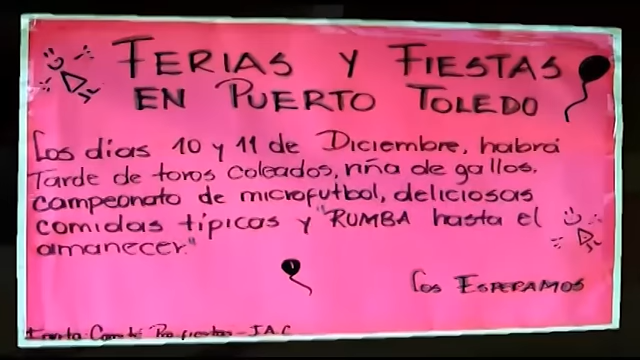 FERIAS Y FIESTAS
EN PUERTO TOLEDO
Los días 10 y 11 de Diciembre, habrá
Tarde de toros coleados, riña de gallos,
campeonato de microfutbol, deliciosas
comidas típicas y "RUMBA hasta el
amanecer"
Los ESPERAMOS
Comité Pro fiestas - J.A.C